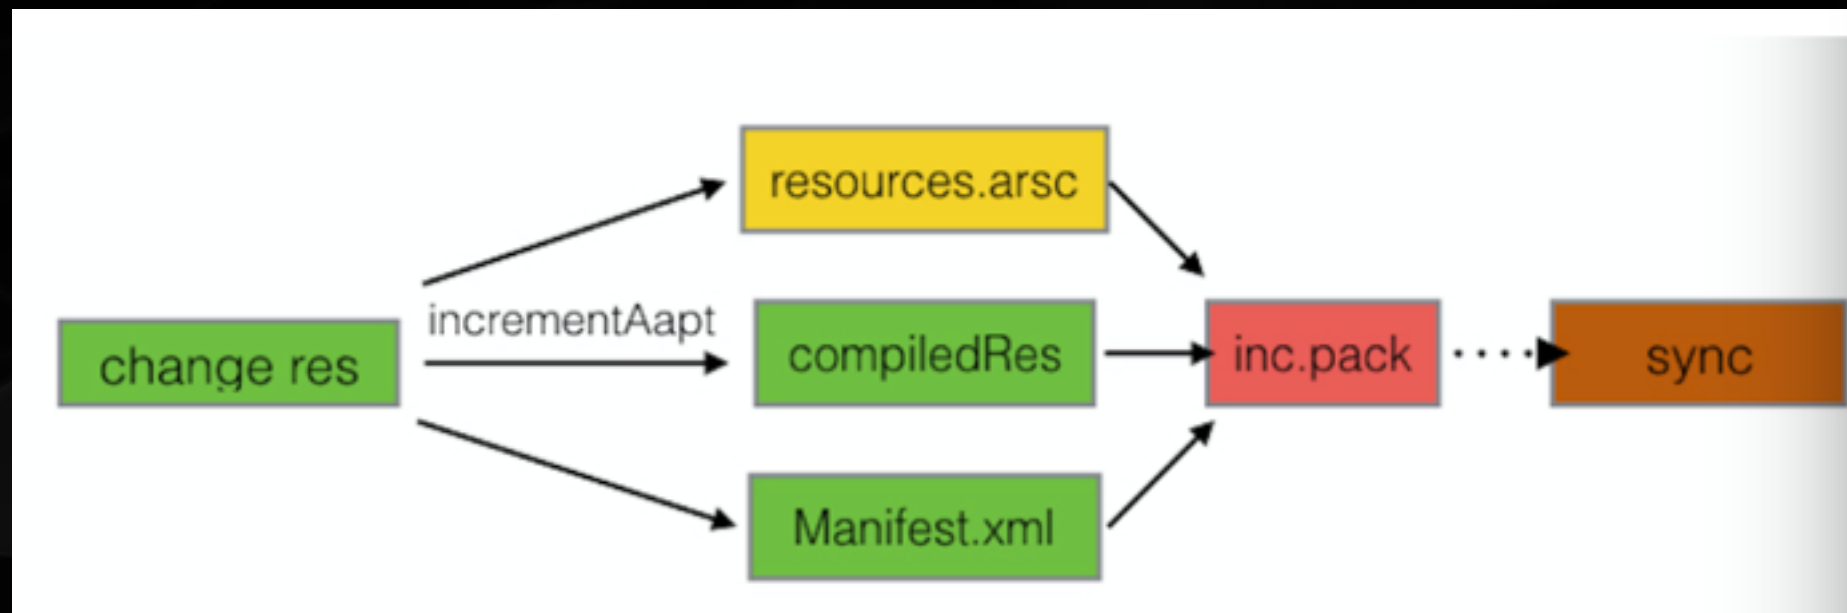 resources.arsc
incrementAapt
change res
compiledRes
inc.pack
sync
Manifest.xml